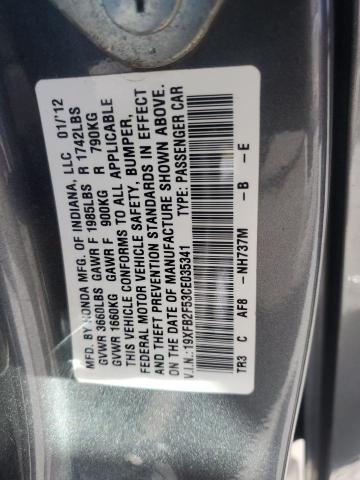 MFD. BY HONDA MFG. OF INDIANA, LLC 01/'12
GVWR 3660LBS GAWR F 1985LBS R 1742LBS
GVWR 1660KG GAWR F 900KG R 790KG
THIS VEHICLE CONFORMS TO ALL APPLICABLE
FEDERAL MOTOR VEHICLE SAFETY, BUMPER,
AND THEFT PREVENTION STANDARDS IN EFFECT
ON THE DATE OF MANUFACTURE SHOWN ABOVE.
V.I.N.: 19XFB2F53CE035341 TYPE: PASSENGER CAR
TR3 C AF8 -NH737M -B -E